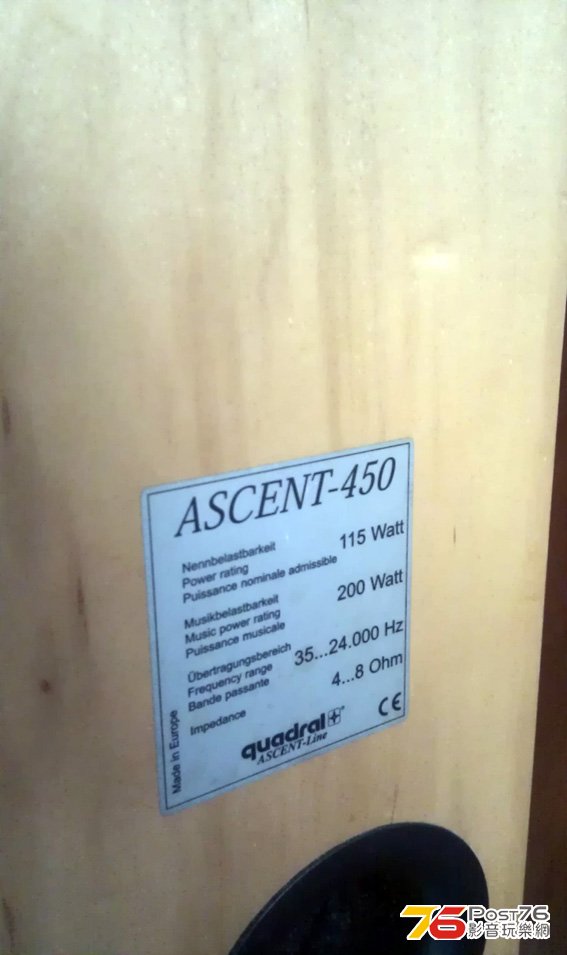 ASCENT-450
Nennbelastbarkeit
Power rating 115 Watt
Puissance nominale admissible
Musikbelastbarkeit
Music power rating 200 Watt
Puissance musicale
Übertragungsbereich
Frequency range 35...24.000 Hz
Bande passante
Impedance 4...8 Ohm
quadral®
ASCENT-Line
CE
Made in Europe
76 POST76
影音玩樂網